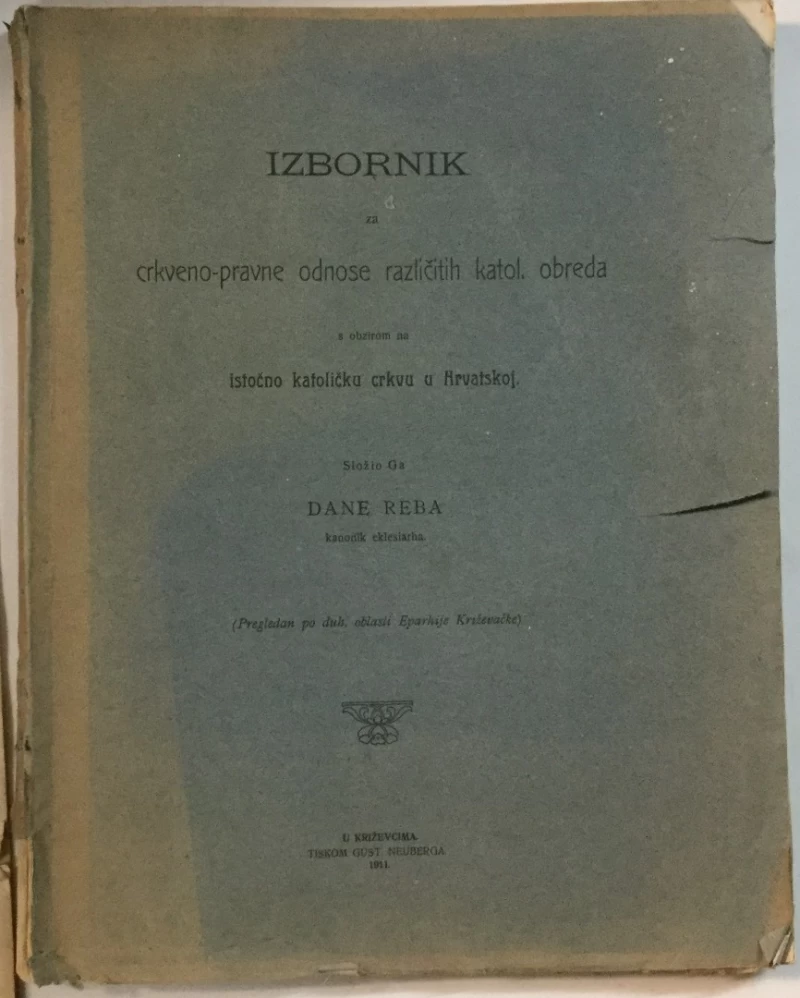 IZBORNIK
za
crkveno-pravne odnose različitih katol. obreda
s obzirom na
istočno katoličku crkvu u Hrvatskoj.
Složio Ga
DANE REBA
kanonik eklesiarha.
(Pregledan po duh. oblasti Eparhije Križevačke)
U KRIŽEVCIMA.
TISKOM GUST. NEUBERGA
1911.